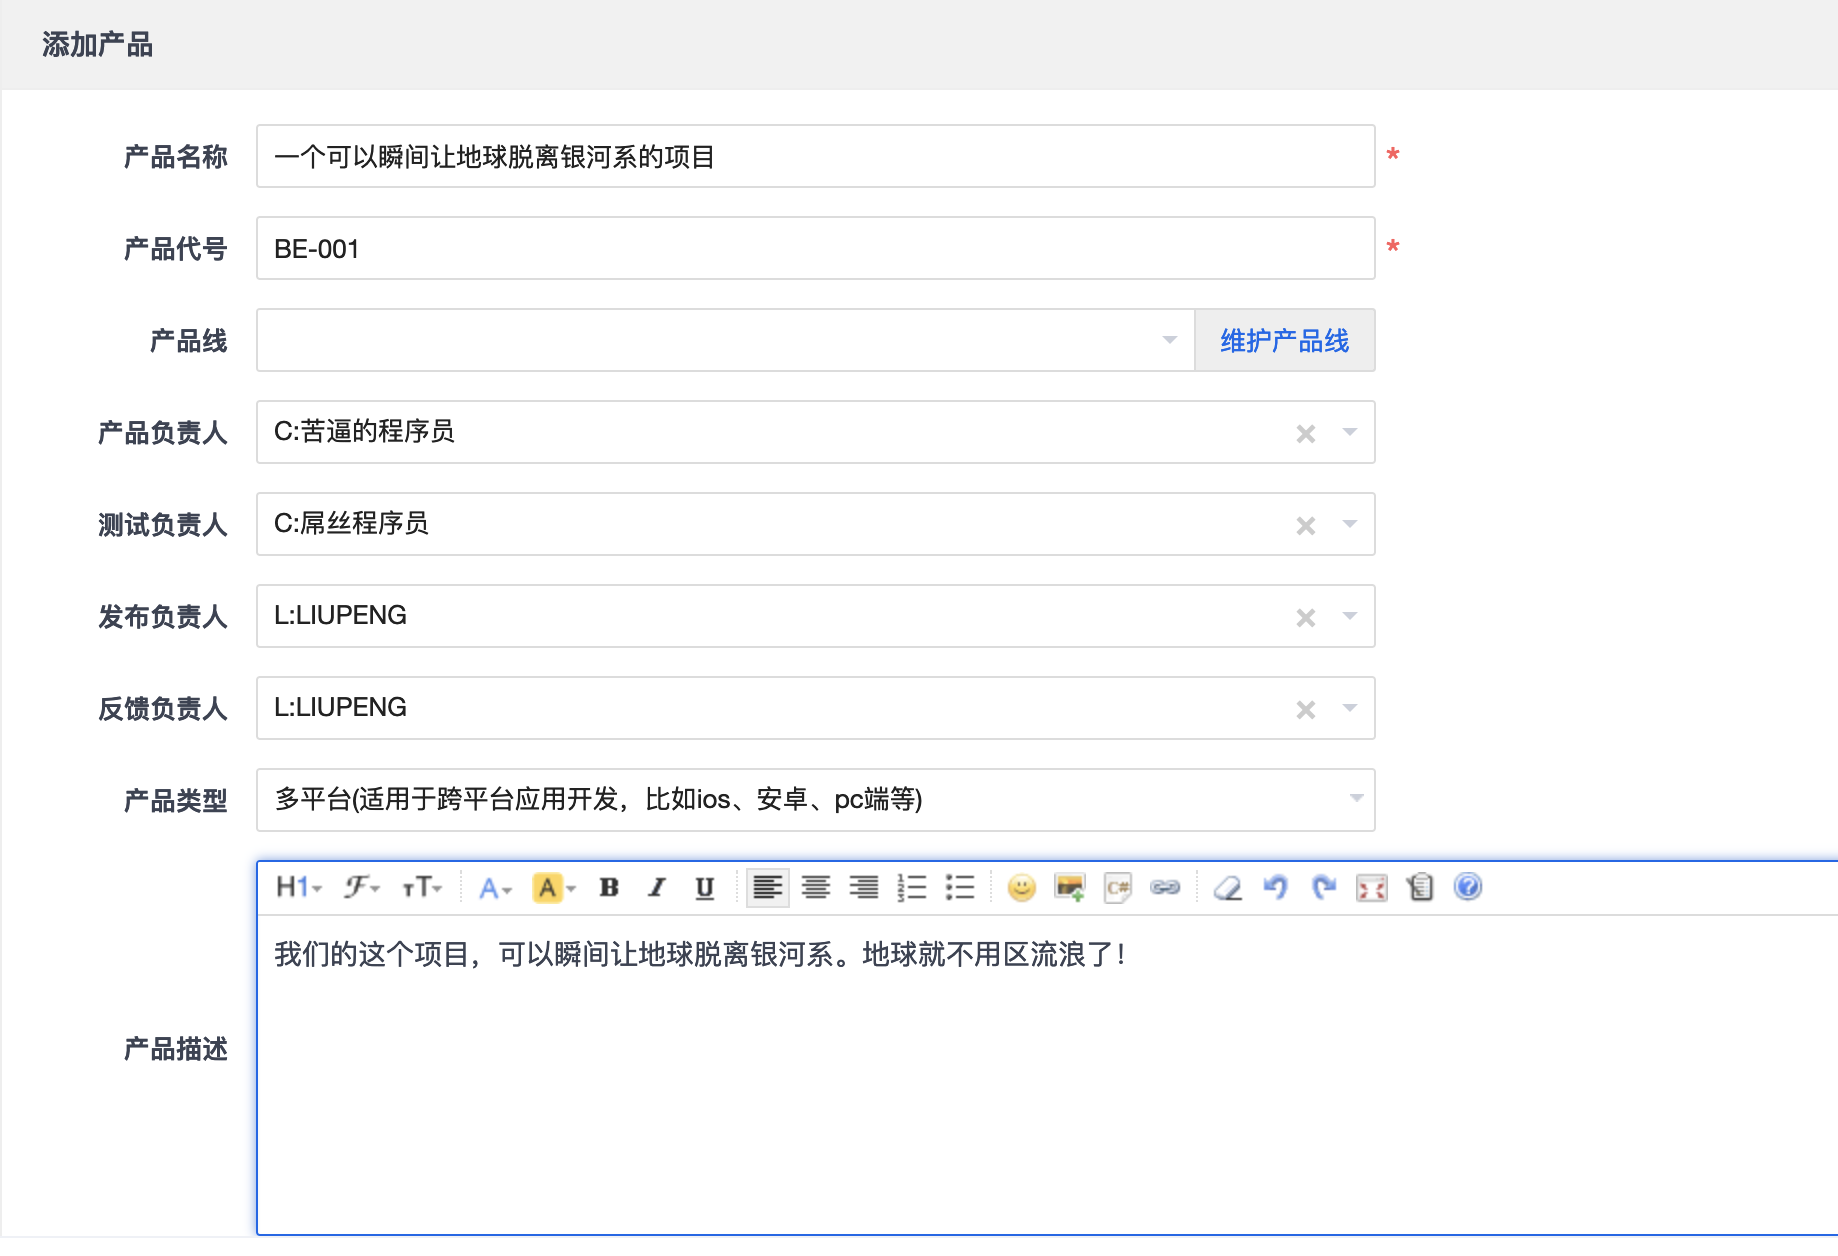 添加产品
产品名称 一个可以瞬间让地球脱离银河系的项目 *
产品代号 BE-001 *
产品线 维护产品线
产品负责人 C:苦逼的程序员
测试负责人 C:屌丝程序员
发布负责人 L:LIUPENG
反馈负责人 L:LIUPENG
产品类型 多平台(适用于跨平台应用开发，比如ios、安卓、pc端等)
H1 F TT A A B I U C#
我们的这个项目，可以瞬间让地球脱离银河系。地球就不用区流浪了！
产品描述